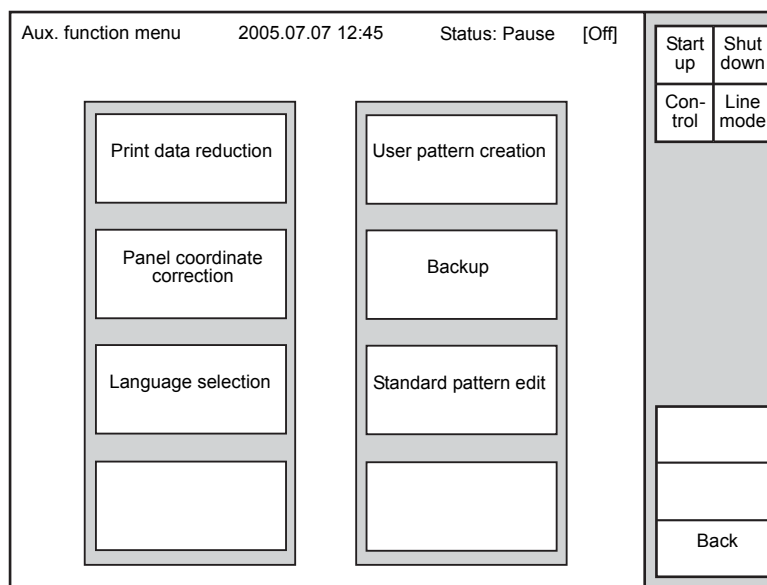 Aux. function menu 2005.07.07 12:45 Status: Pause [Off]
Start
up
Shut
down
Con-
trol
Line
mode
Print data reduction
User pattern creation
Panel coordinate
correction
Backup
Language selection
Standard pattern edit
Back